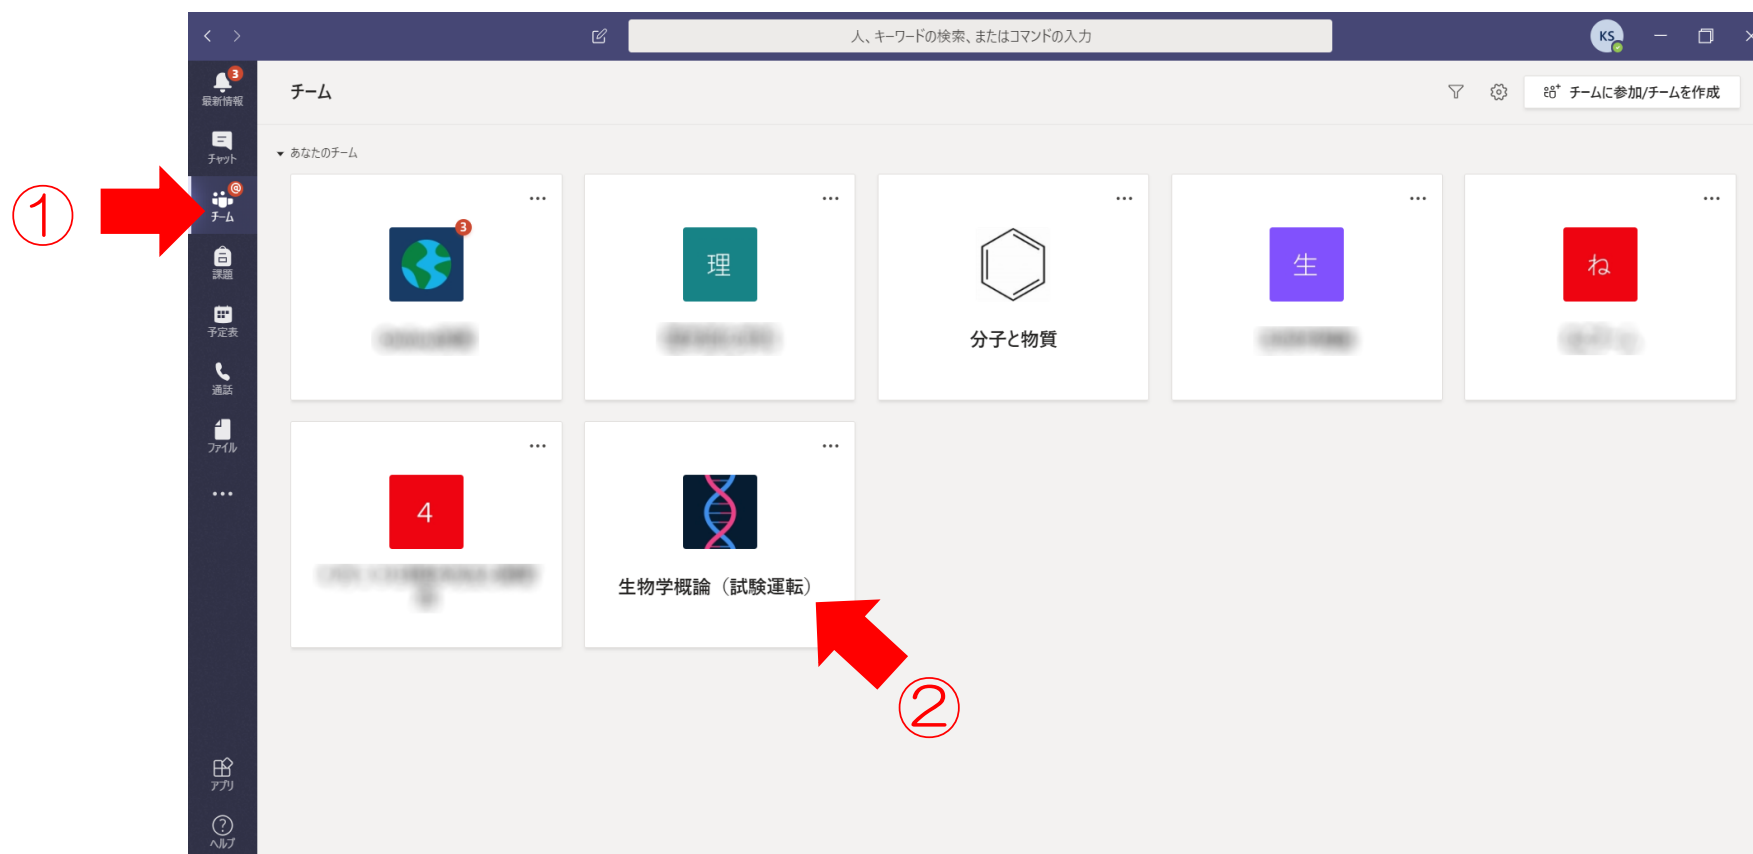 人、キーワードの検索、またはコマンドの入力
KS
3
最新情報
チーム
チームに参加/チームを作成
チャット
あなたのチーム
①
@
チーム
課題
予定表
通話
ファイル
3
理
分子と物質
生
ね
4
生物学概論（試験運転）
②
アプリ
?
ヘルプ